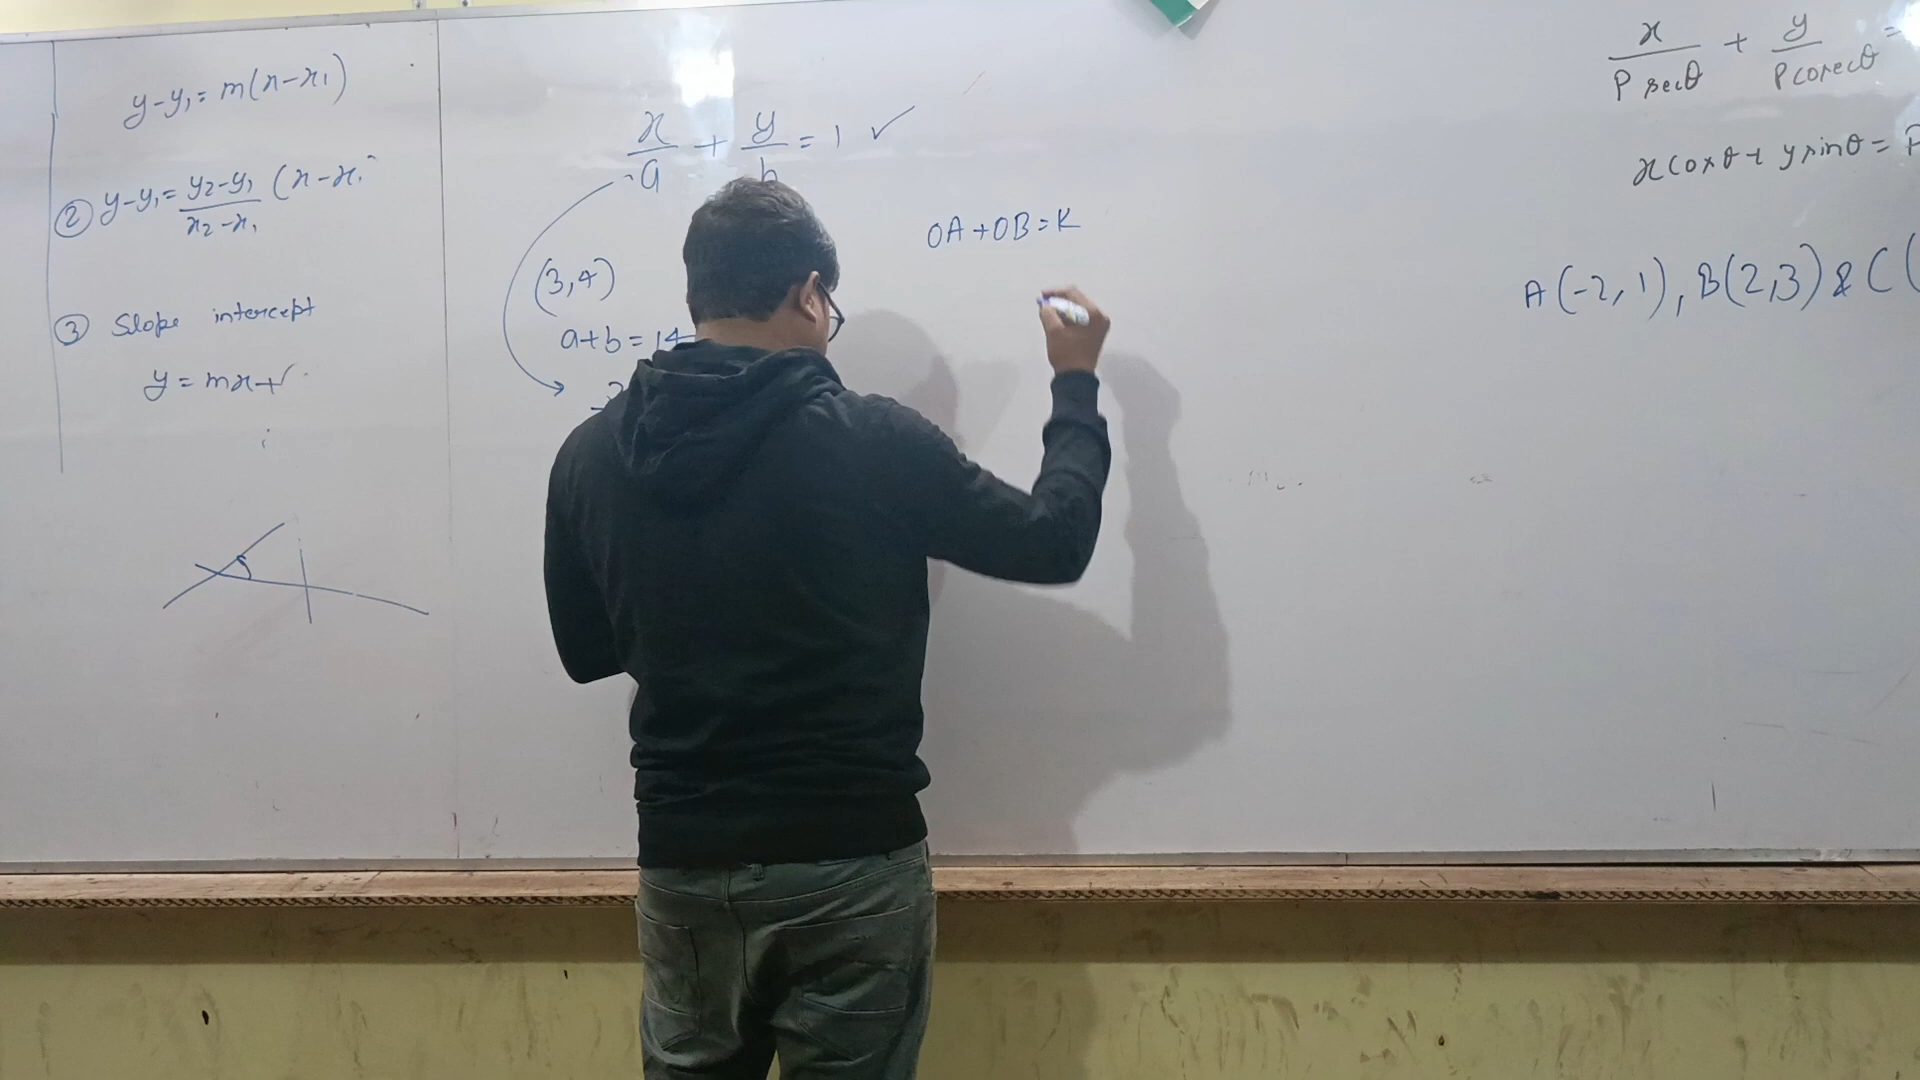 y-y₁= m(x-x₁)
② y-y₁= y₂-y₁/x₂-x₁ (x-x₁
③ Slope intercept
y = mx+
x/a + y/b = 1 ✓
(3,4)
a+b = 14
3
OA+OB=K
x/P secθ + y/P cosecθ =
x cosθ + y sinθ = P
A(-2,1), B(2,3) & C(